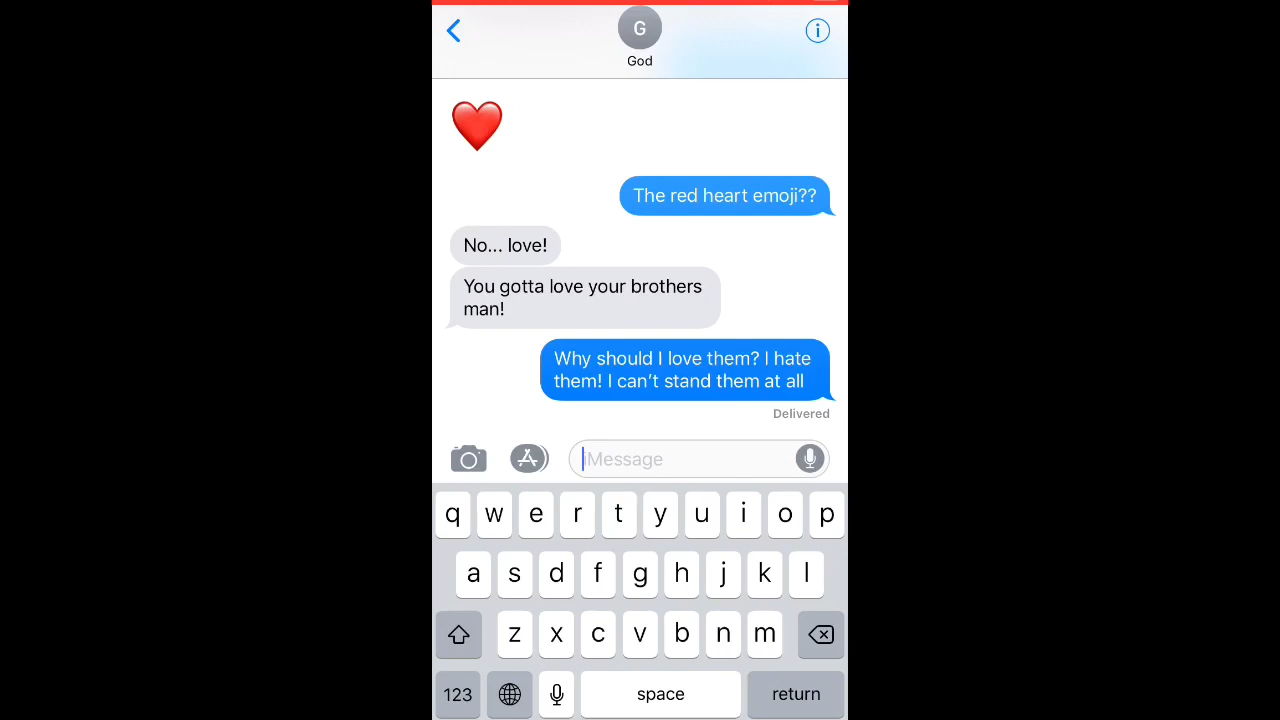 G
God
The red heart emoji??
No... love!
You gotta love your brothers
man!
Why should I love them? I hate
them! I can't stand them at all
Delivered
iMessage
q w e r t y u i o p
a s d f g h j k l
z x c v b n m
123 space return